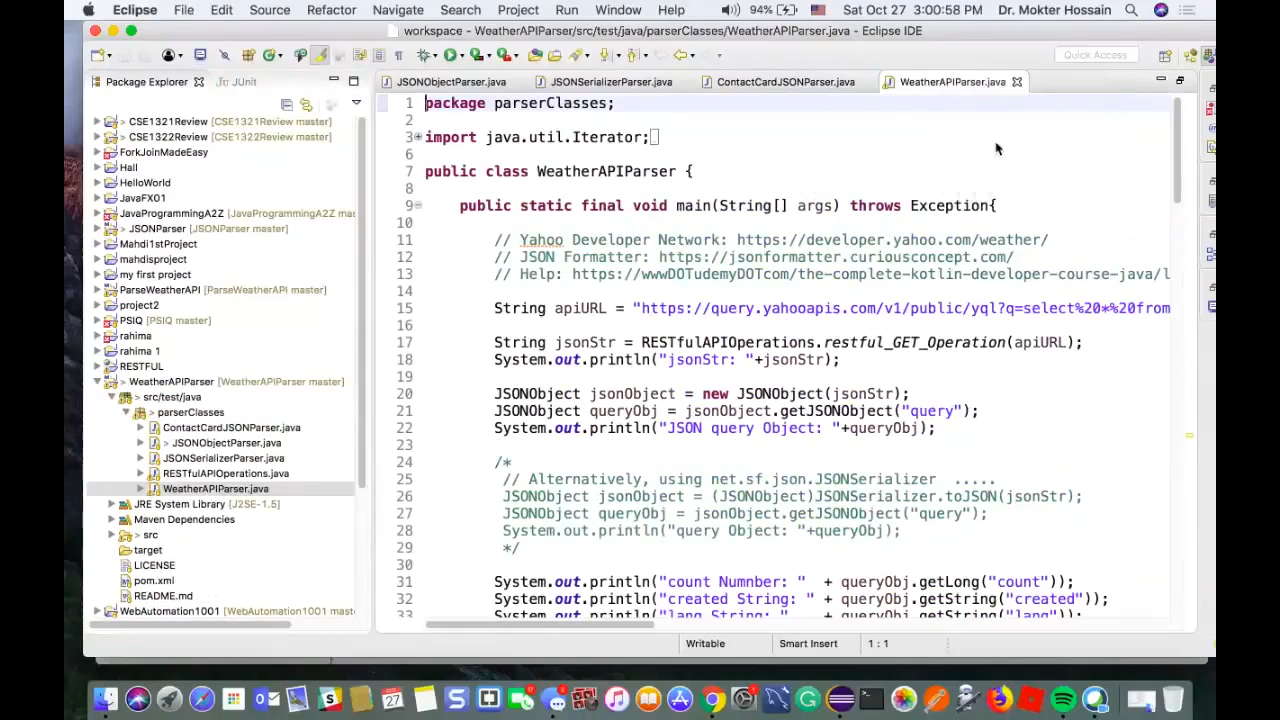 Eclipse File Edit Source Refactor Navigate Search Project Run Window Help 94% Sat Oct 27 3:00:58 PM Dr. Mokter Hossain
workspace - WeatherAPIParser/src/test/java/parserClasses/WeatherAPIParser.java - Eclipse IDE
Quick Access
Package Explorer JUnit
CSE1321Review [CSE1321Review master]
CSE1322Review [CSE1322Review master]
ForkJoinMadeEasy
Hall
HelloWorld
JavaFX01
JavaProgrammingA2Z [JavaProgrammingA2Z ma
JSONParser [JSONParser master]
Mahdi1stProject
mahdisproject
my first project
ParseWeatherAPI [ParseWeatherAPI master]
project2
PSIQ [PSIQ master]
rahima
rahima 1
RESTFUL
> WeatherAPIParser [WeatherAPIParser master]
> src/test/java
> parserClasses
ContactCardJSONParser.java
> JSONObjectParser.java
JSONSerializerParser.java
RESTfulAPIOperations.java
WeatherAPIParser.java
JRE System Library [J2SE-1.5]
Maven Dependencies
> src
target
LICENSE
pom.xml
README.md
WebAutomation1001 [WebAutomation1001 mast
JSONObjectParser.java JSONSerializerParser.java ContactCardJSONParser.java WeatherAPIParser.java
1 package parserClasses;
2
3 import java.util.Iterator;
6
7 public class WeatherAPIParser {
8
9 public static final void main(String[] args) throws Exception{
10
11 // Yahoo Developer Network: https://developer.yahoo.com/weather/
12 // JSON Formatter: https://jsonformatter.curiousconcept.com/
13 // Help: https://wwwDOTudemyDOTcom/the-complete-kotlin-developer-course-java/l
14
15 String apiURL = "https://query.yahooapis.com/v1/public/yql?q=select%20*%20from
16
17 String jsonStr = RESTfulAPIOperations.restful_GET_Operation(apiURL);
18 System.out.println("jsonStr: "+jsonStr);
19
20 JSONObject jsonObject = new JSONObject(jsonStr);
21 JSONObject queryObj = jsonObject.getJSONObject("query");
22 System.out.println("JSON query Object: "+queryObj);
23
24 /*
25 // Alternatively, using net.sf.json.JSONSerializer .....
26 JSONObject jsonObject = (JSONObject)JSONSerializer.toJSON(jsonStr);
27 JSONObject queryObj = jsonObject.getJSONObject("query");
28 System.out.println("query Object: "+queryObj);
29 */
30
31 System.out.println("count Numnber: " + queryObj.getLong("count"));
32 System.out.println("created String: " + queryObj.getString("created"));
33 System.out.println("lang String: " + queryObj.getString("lang"));
Writable Smart Insert 1 : 1